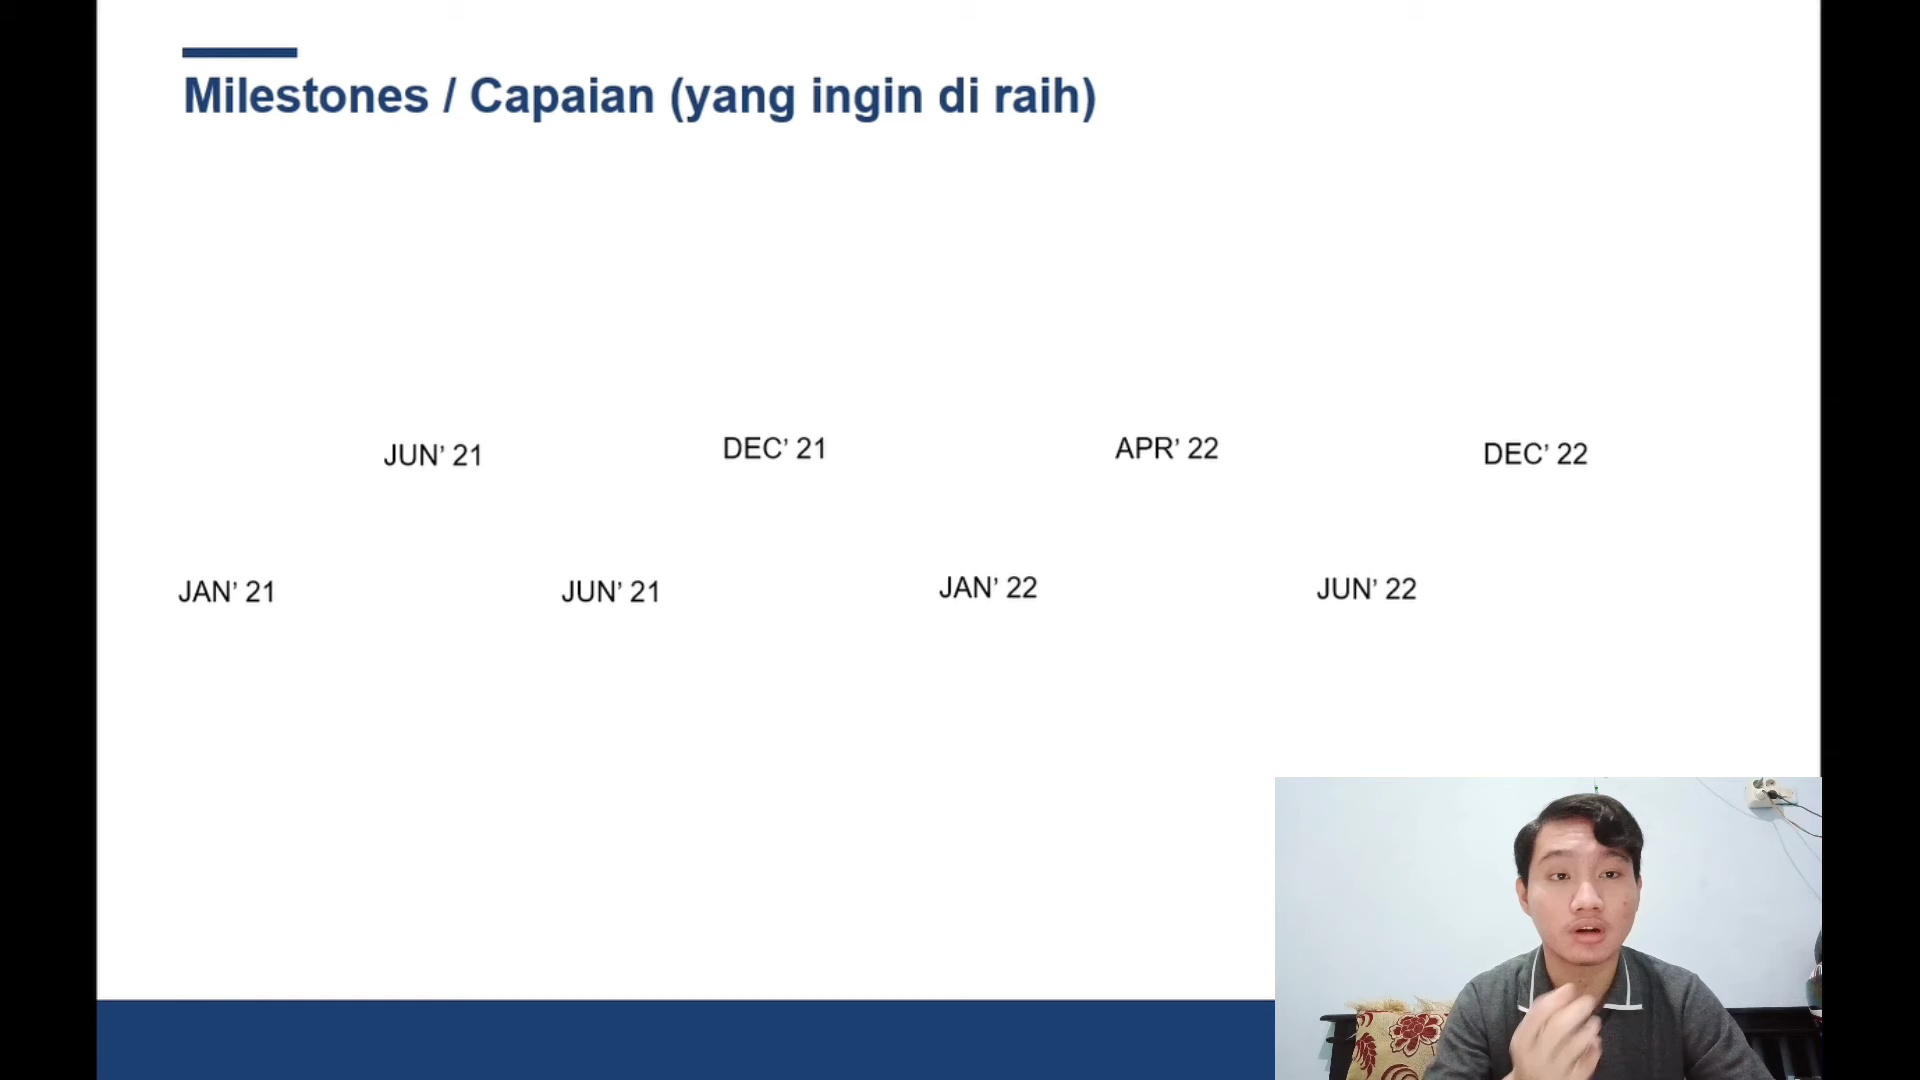 Milestones / Capaian (yang ingin di raih)
JUN’ 21
DEC’ 21
APR’ 22
DEC’ 22
JAN’ 21
JUN’ 21
JAN’ 22
JUN’ 22